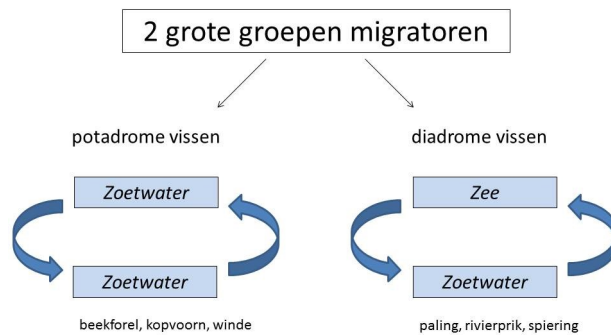 2 grote groepen migratoren
potadrome vissen
diadrome vissen
Zoetwater
Zee
Zoetwater
Zoetwater
beekforel, kopvoorn, winde
paling, rivierprik, spiering